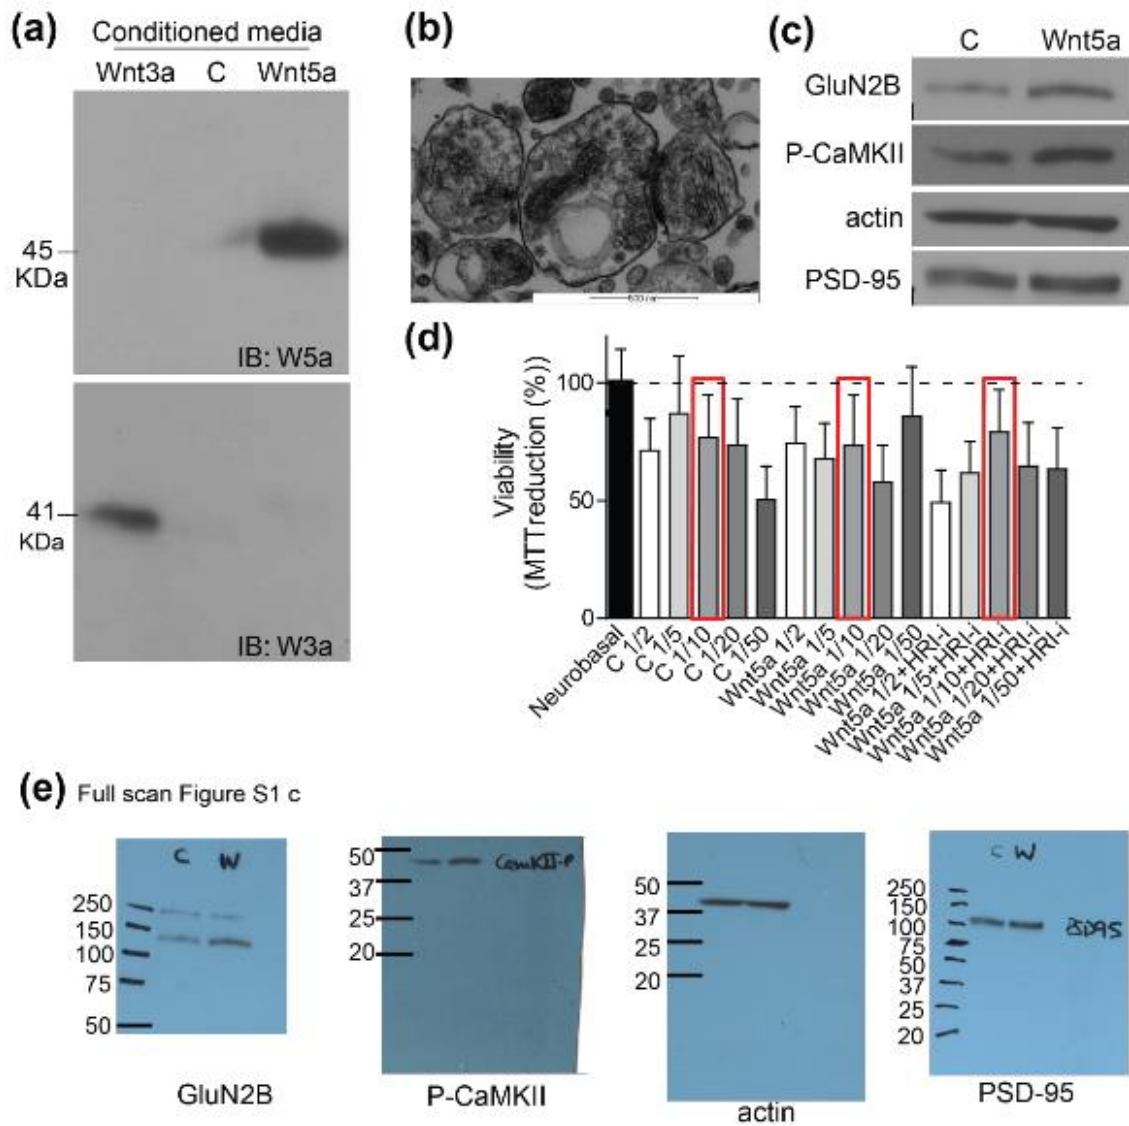 (a)
Conditioned media
Wnt3a C Wnt5a
45
KDa
IB: W5a
41
KDa
IB: W3a
(b)
(c)
C Wnt5a
GluN2B
P-CaMKII
actin
PSD-95
(d)
Viability
(MTTreduction (%))
100
50
0
Neurobasal
C 1/2
C 1/5
C 1/10
C 1/20
C 1/50
Wnt5a 1/2
Wnt5a 1/5
Wnt5a 1/10
Wnt5a 1/20
Wnt5a 1/50
Wnt5a 1/2+HRI-i
Wnt5a 1/5+HRI-i
Wnt5a 1/10+HRI-i
Wnt5a 1/20+HRI-i
Wnt5a 1/50+HRI-i
(e) Full scan Figure S1 c
C W
250
150
100
75
50
GluN2B
50
37
25
20
CamKII-P
P-CaMKII
50
37
25
20
actin
C W
250
150
100
75
50
37
25
20
PSD95
PSD-95